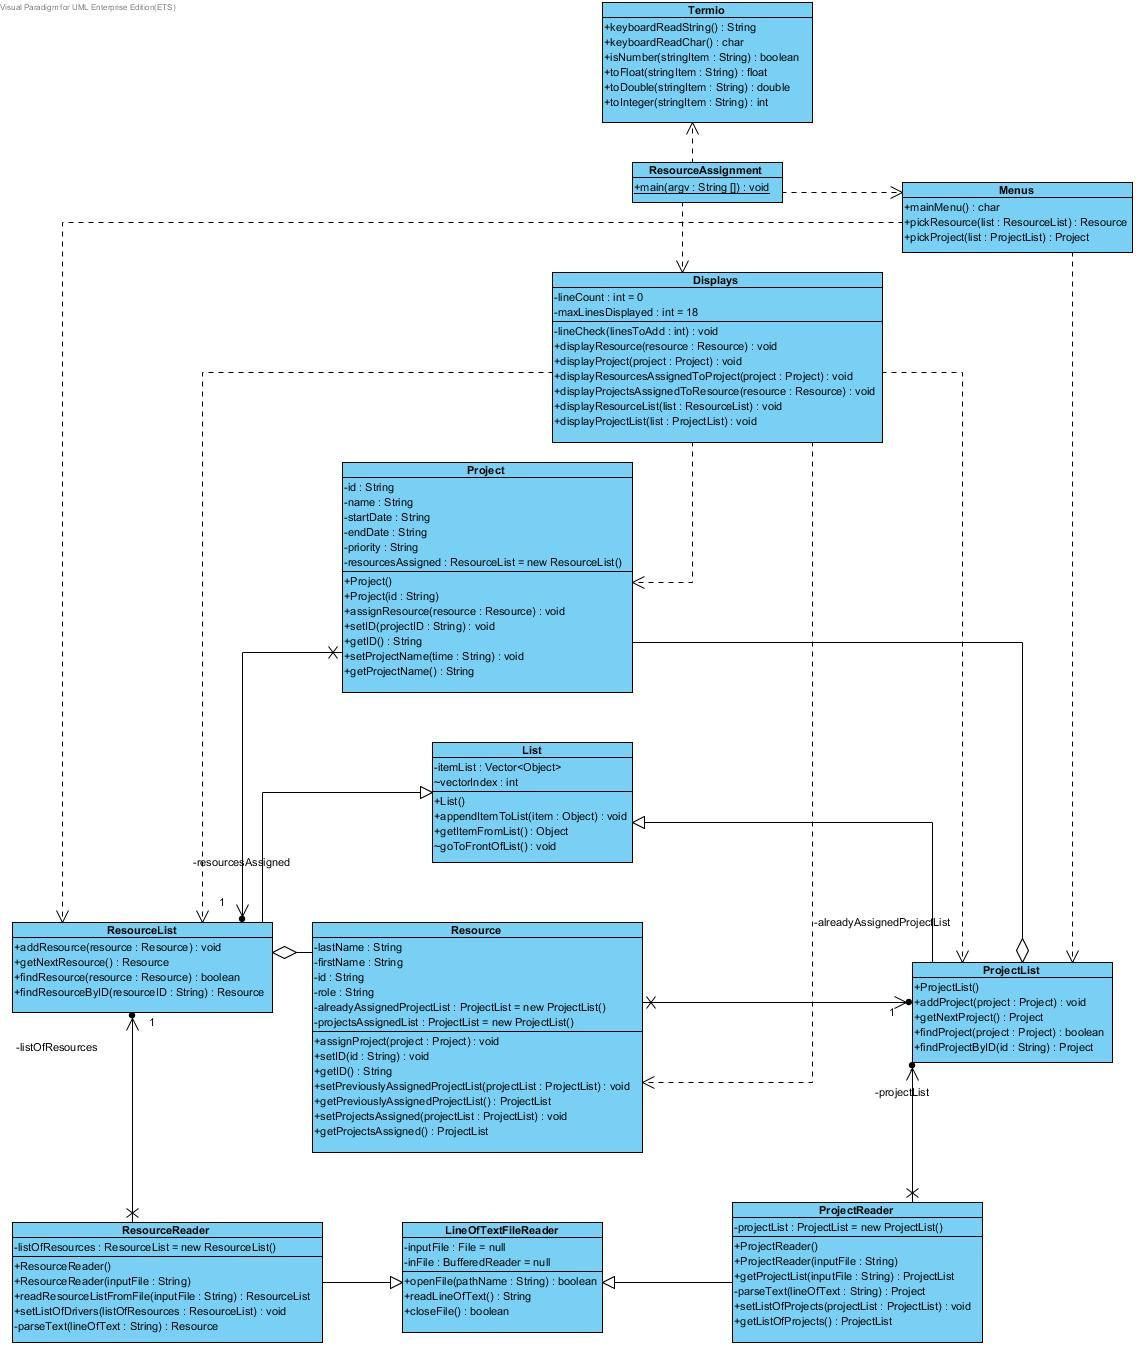 Visual Paradigm for UML Enterprise Edition(ETS)
Termio
+keyboardReadString() : String
+keyboardReadChar() : char
+isNumber(stringItem : String) : boolean
+toFloat(stringItem : String) : float
+toDouble(stringItem : String) : double
+toInteger(stringItem : String) : int
ResourceAssignment
+main(argv : String []) : void
Menus
+mainMenu() : char
+pickResource(list : ResourceList) : Resource
+pickProject(list : ProjectList) : Project
Displays
-lineCount : int = 0
-maxLinesDisplayed : int = 18
-lineCheck(linesToAdd : int) : void
+displayResource(resource : Resource) : void
+displayProject(project : Project) : void
+displayResourcesAssignedToProject(project : Project) : void
+displayProjectsAssignedToResource(resource : Resource) : void
+displayResourceList(list : ResourceList) : void
+displayProjectList(list : ProjectList) : void
Project
-id : String
-name : String
-startDate : String
-endDate : String
-priority : String
-resourcesAssigned : ResourceList = new ResourceList()
+Project()
+Project(id : String)
+assignResource(resource : Resource) : void
+setID(projectID : String) : void
+getID() : String
+setProjectName(time : String) : void
+getProjectName() : String
List
-itemList : Vector<Object>
~vectorIndex : int
+List()
+appendItemToList(item : Object) : void
+getItemFromList() : Object
~goToFrontOfList() : void
-resourcesAssigned
1
ResourceList
+addResource(resource : Resource) : void
+getNextResource() : Resource
+findResource(resource : Resource) : boolean
+findResourceByID(resourceID : String) : Resource
1
-listOfResources
Resource
-lastName : String
-firstName : String
-id : String
-role : String
-alreadyAssignedProjectList : ProjectList = new ProjectList()
-projectsAssignedList : ProjectList = new ProjectList()
+assignProject(project : Project) : void
+setID(id : String) : void
+getID() : String
+setPreviouslyAssignedProjectList(projectList : ProjectList) : void
+getPreviouslyAssignedProjectList() : ProjectList
+setProjectsAssigned(projectList : ProjectList) : void
+getProjectsAssigned() : ProjectList
-alreadyAssignedProjectList
1
ProjectList
+ProjectList()
+addProject(project : Project) : void
+getNextProject() : Project
+findProject(project : Project) : boolean
+findProjectByID(id : String) : Project
-projectList
ResourceReader
-listOfResources : ResourceList = new ResourceList()
+ResourceReader()
+ResourceReader(inputFile : String)
+readResourceListFromFile(inputFile : String) : ResourceList
+setListOfDrivers(listOfResources : ResourceList) : void
-parseText(lineOfText : String) : Resource
LineOfTextFileReader
-inputFile : File = null
-inFile : BufferedReader = null
+openFile(pathName : String) : boolean
+readLineOfText() : String
+closeFile() : boolean
ProjectReader
-projectList : ProjectList = new ProjectList()
+ProjectReader()
+ProjectReader(inputFile : String)
+getProjectList(inputFile : String) : ProjectList
-parseText(lineOfText : String) : Project
+setListOfProjects(projectList : ProjectList) : void
+getListOfProjects() : ProjectList